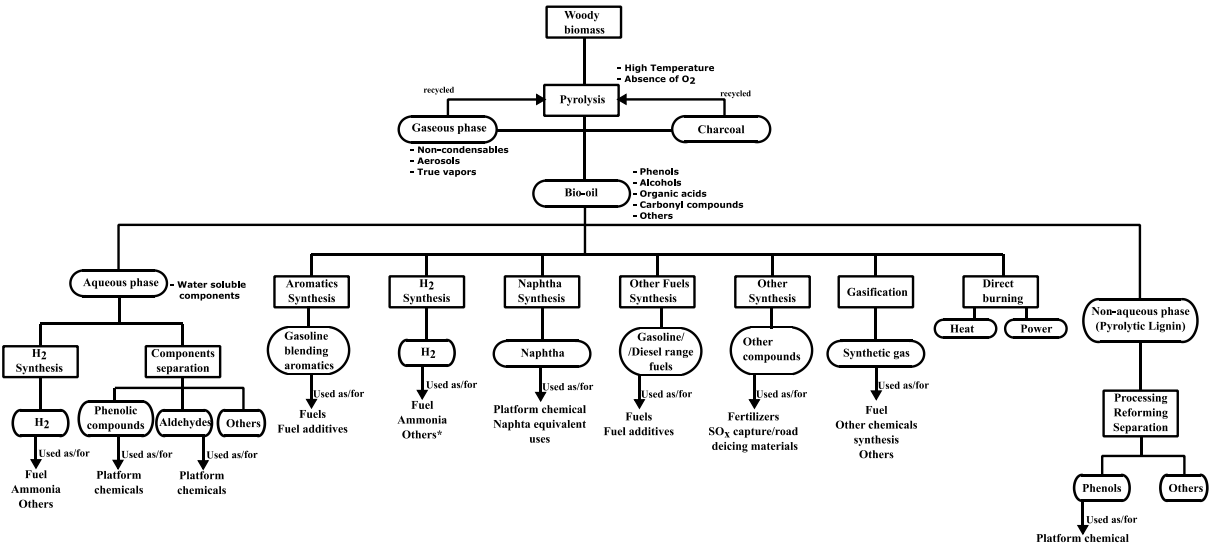 Woody
biomass
- High Temperature
- Absence of O2
recycled
Pyrolysis
recycled
Gaseous phase
Charcoal
- Non-condensables
- Aerosols
- True vapors
Bio-oil
- Phenols
- Alcohols
- Organic acids
- Carbonyl compounds
- Others
Aqueous phase
- Water soluble
components
Aromatics
Synthesis
H2
Synthesis
Naphtha
Synthesis
Other Fuels
Synthesis
Other
Synthesis
Gasification
Direct
burning
Non-aqueous phase
(Pyrolytic Lignin)
Heat
Power
Gasoline
blending
aromatics
H2
Naphtha
Gasoline/
/Diesel range
fuels
Other
compounds
Synthetic gas
H2
Synthesis
Components
separation
Used as/for
Fuels
Fuel additives
Used as/for
Fuel
Ammonia
Others*
Used as/for
Platform chemical
Naphta equivalent
uses
Used as/for
Fuels
Fuel additives
Used as/for
Fertilizers
SOx capture/road
deicing materials
Used as/for
Fuel
Other chemicals
synthesis
Others
Processing
Reforming
Separation
H2
Phenolic
compounds
Aldehydes
Others
Used as/for
Fuel
Ammonia
Others
Used as/for
Platform
chemicals
Used as/for
Platform
chemicals
Phenols
Others
Used as/for
Platform chemical